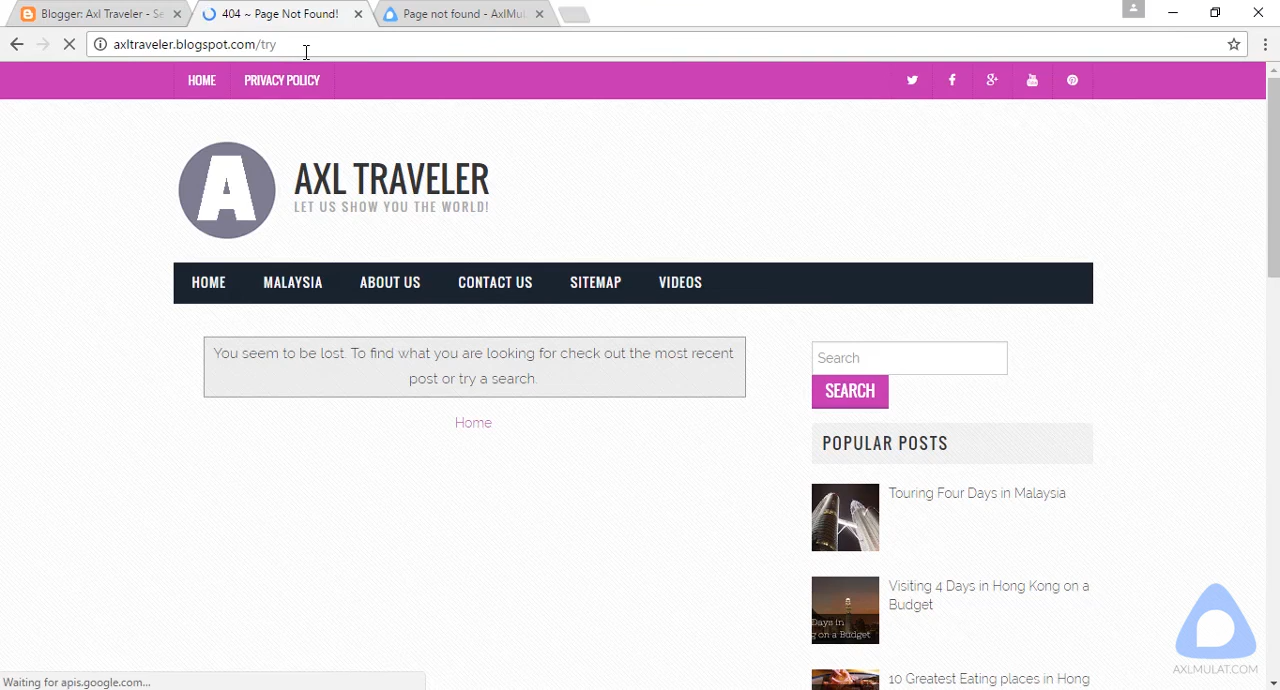 Blogger: Axl Traveler - Se
404 ~ Page Not Found!
Page not found - AxlMul
axltraveler.blogspot.com/try
HOME
PRIVACY POLICY
A
AXL TRAVELER
LET US SHOW YOU THE WORLD!
HOME
MALAYSIA
ABOUT US
CONTACT US
SITEMAP
VIDEOS
You seem to be lost. To find what you are looking for check out the most recent
post or try a search.
Home
Search
SEARCH
POPULAR POSTS
Touring Four Days in Malaysia
Visiting 4 Days in Hong Kong on a
Budget
Days in
g on a Budget
10 Greatest Eating places in Hong
AXLMULAT.COM
Waiting for apis.google.com...